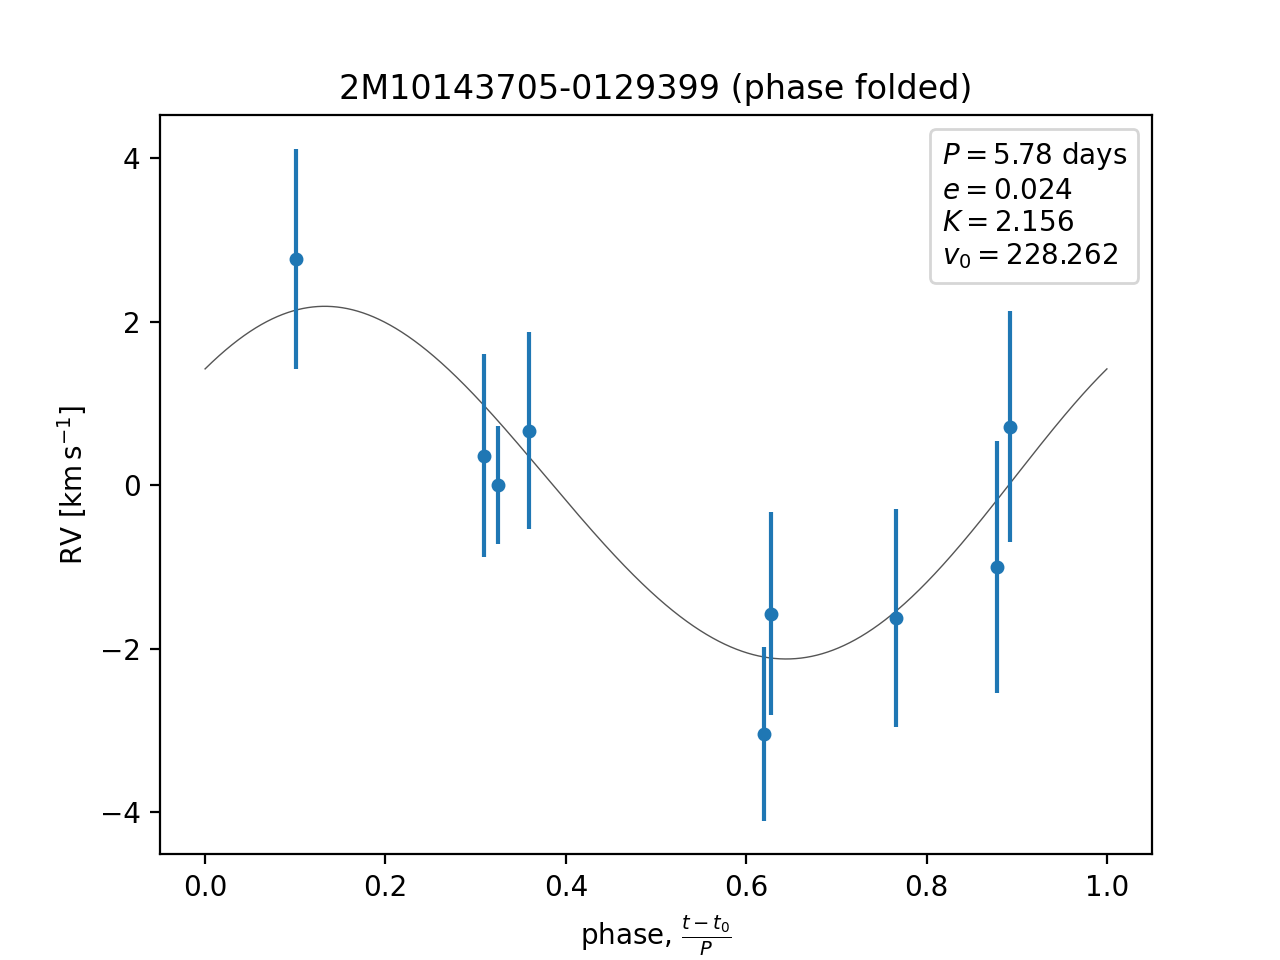 2M10143705-0129399 (phase folded)
P = 5.78 days
e = 0.024
K = 2.156
v₀ = 228.262
4
2
0
−2
−4
RV [km s⁻¹]
0.0 0.2 0.4 0.6 0.8 1.0
phase, (t − t₀)/P